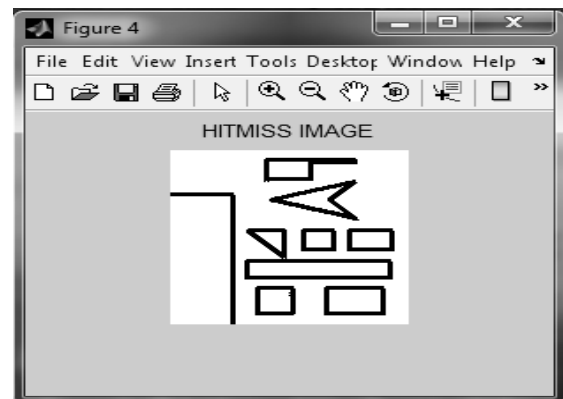 Figure 4
File Edit View Insert Tools Desktop Window Help
HITMISS IMAGE